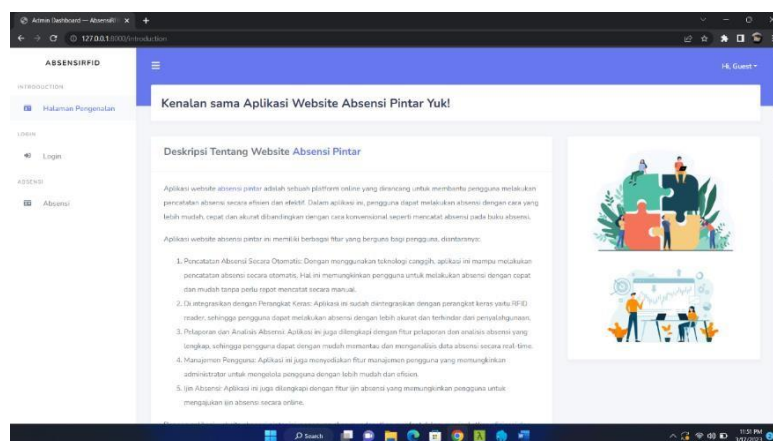 Admin Dashboard — AbsensiRFI
127.0.0.1:8000/introduction
ABSENSIRFID
Hi, Guest
INTRODUCTION
Halaman Pengenalan
LOGIN
Login
ABSENSI
Absensi
Kenalan sama Aplikasi Website Absensi Pintar Yuk!
Deskripsi Tentang Website Absensi Pintar
Aplikasi website absensi pintar adalah sebuah platform online yang dirancang untuk membantu pengguna melakukan
pencatatan absensi secara efisien dan efektif. Dalam aplikasi ini, pengguna dapat melakukan absensi dengan cara yang
lebih mudah, cepat dan akurat dibandingkan dengan cara konvensional seperti mencatat absensi pada buku absensi.
Aplikasi website absensi pintar ini memiliki berbagai fitur yang berguna bagi pengguna, diantaranya:
1. Pencatatan Absensi Secara Otomatis: Dengan menggunakan teknologi canggih, aplikasi ini mampu melakukan
pencatatan absensi secara otomatis. Hal ini memungkinkan pengguna untuk melakukan absensi dengan cepat
dan mudah tanpa perlu repot mencatat secara manual.
2. Di integrasikan dengan Perangkat Keras: Aplikasi ini sudah diintegrasikan dengan perangkat keras yaitu RFID
reader, sehingga pengguna dapat melakukan absensi dengan lebih akurat dan terhindar dari penyalahgunaan.
3. Pelaporan dan Analisis Absensi: Aplikasi ini juga dilengkapi dengan fitur pelaporan dan analisis absensi yang
lengkap, sehingga pengguna dapat dengan mudah memantau dan menganalisis data absensi secara real-time.
4. Manajemen Pengguna: Aplikasi ini juga menyediakan fitur manajemen pengguna yang memungkinkan
administrator untuk mengelola pengguna dengan lebih mudah dan efisien.
5. Ijin Absensi: Aplikasi ini juga dilengkapi dengan fitur ijin absensi yang memungkinkan pengguna untuk
mengajukan ijin absensi secara online.
Search
11:51 PM